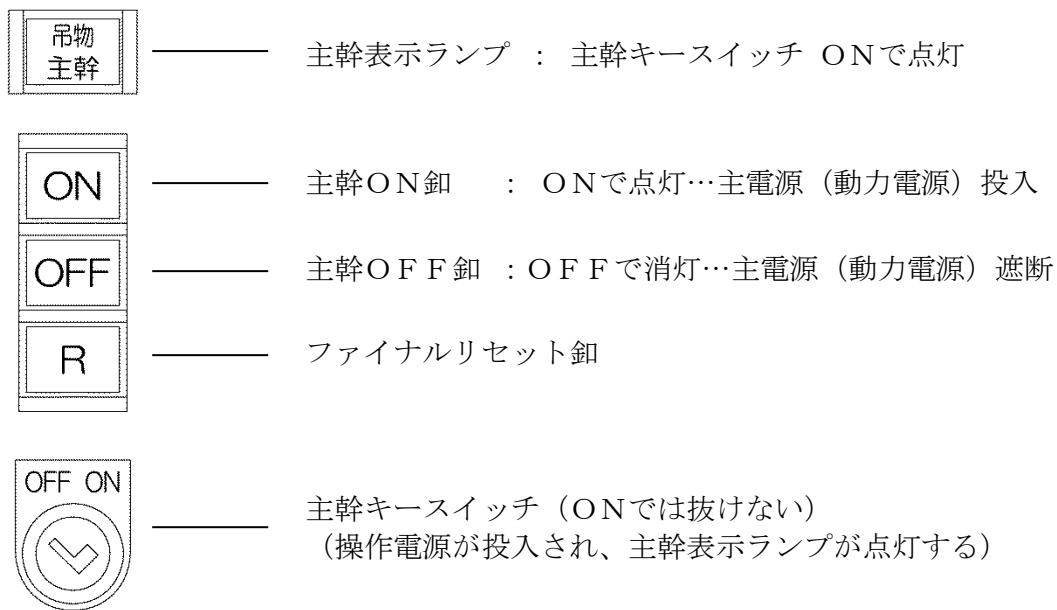 吊物
主幹
主幹表示ランプ : 主幹キースイッチ ONで点灯
ON
主幹ON釦 : ONで点灯…主電源（動力電源）投入
OFF
主幹OFF釦 :OFFで消灯…主電源（動力電源）遮断
R
ファイナルリセット釦
OFF ON
主幹キースイッチ（ONでは抜けない）
（操作電源が投入され、主幹表示ランプが点灯する）